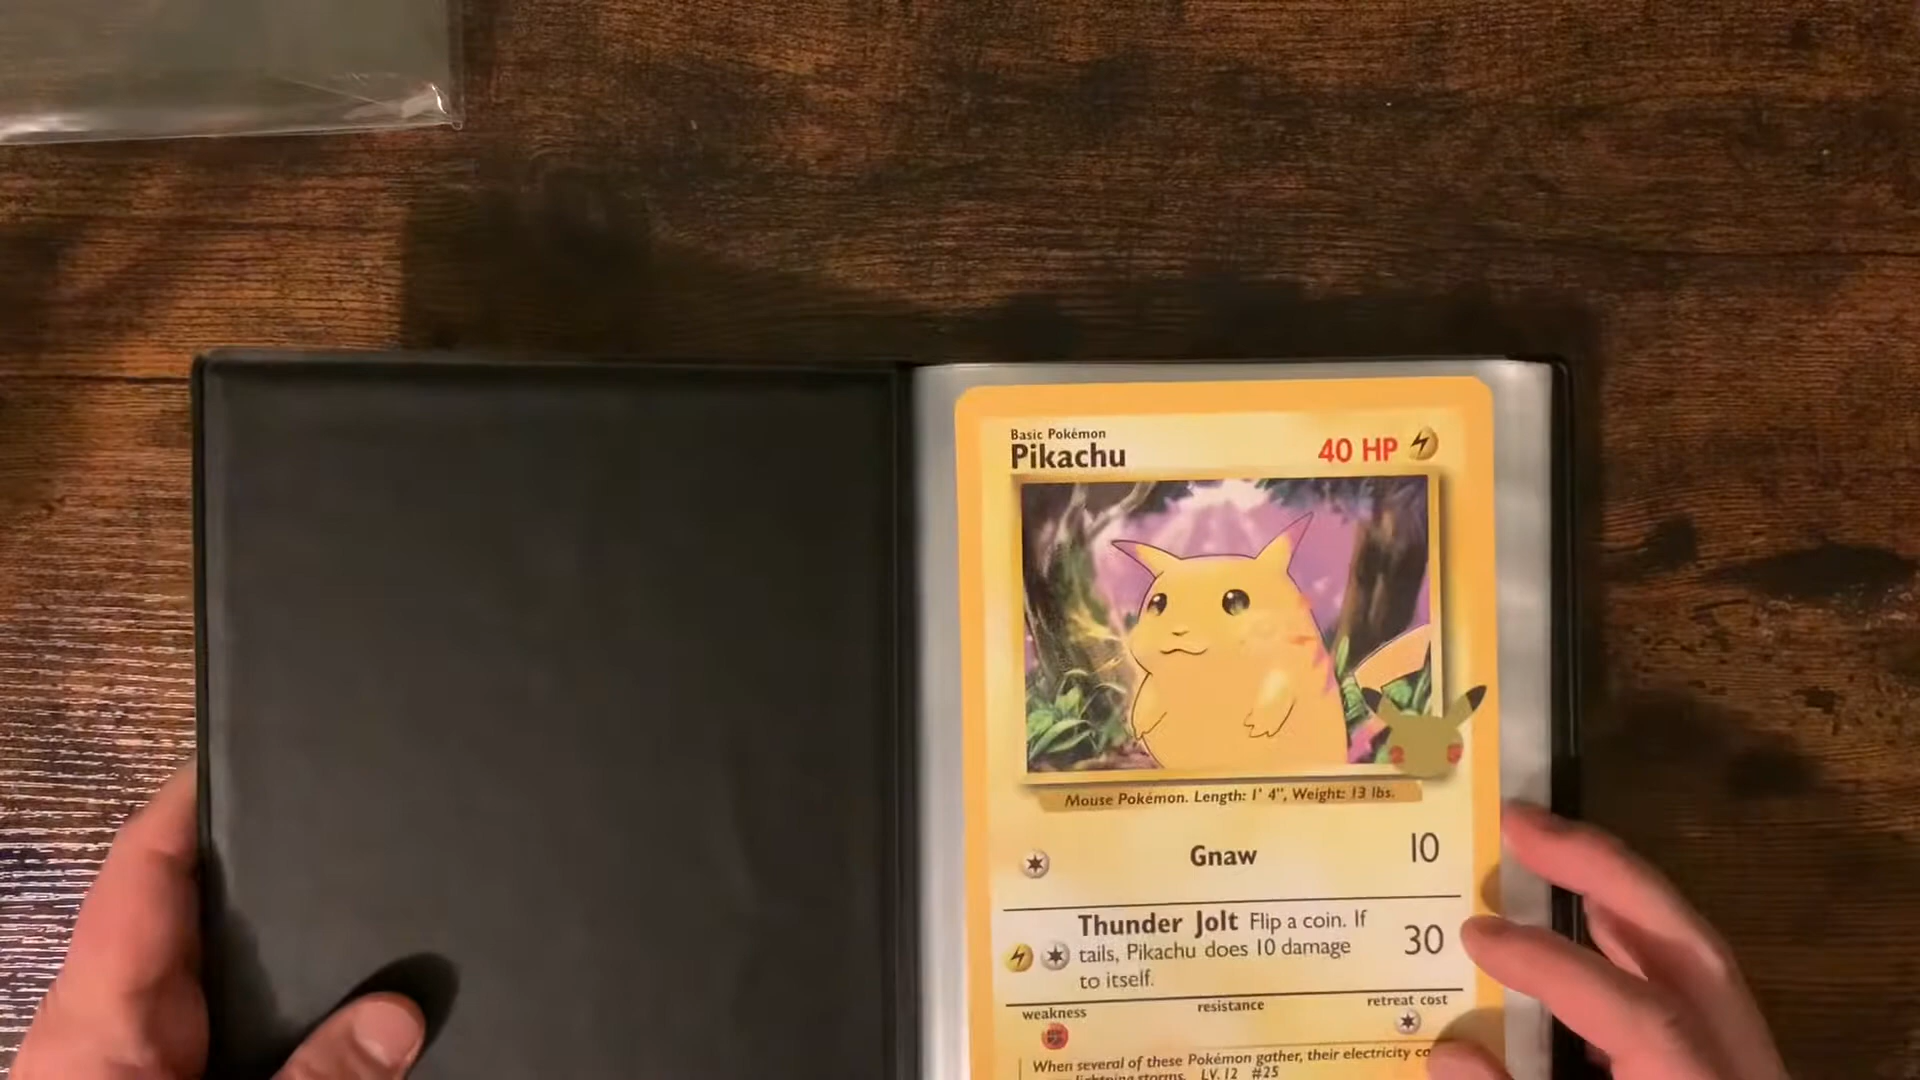 Basic Pokémon
Pikachu
40 HP
Mouse Pokémon. Length: 1' 4", Weight: 13 lbs.
Gnaw
10
Thunder Jolt Flip a coin. If
tails, Pikachu does 10 damage
to itself.
30
weakness
resistance
retreat cost
When several of these Pokémon gather, their electricity
lightning storms. LV. 12 #25